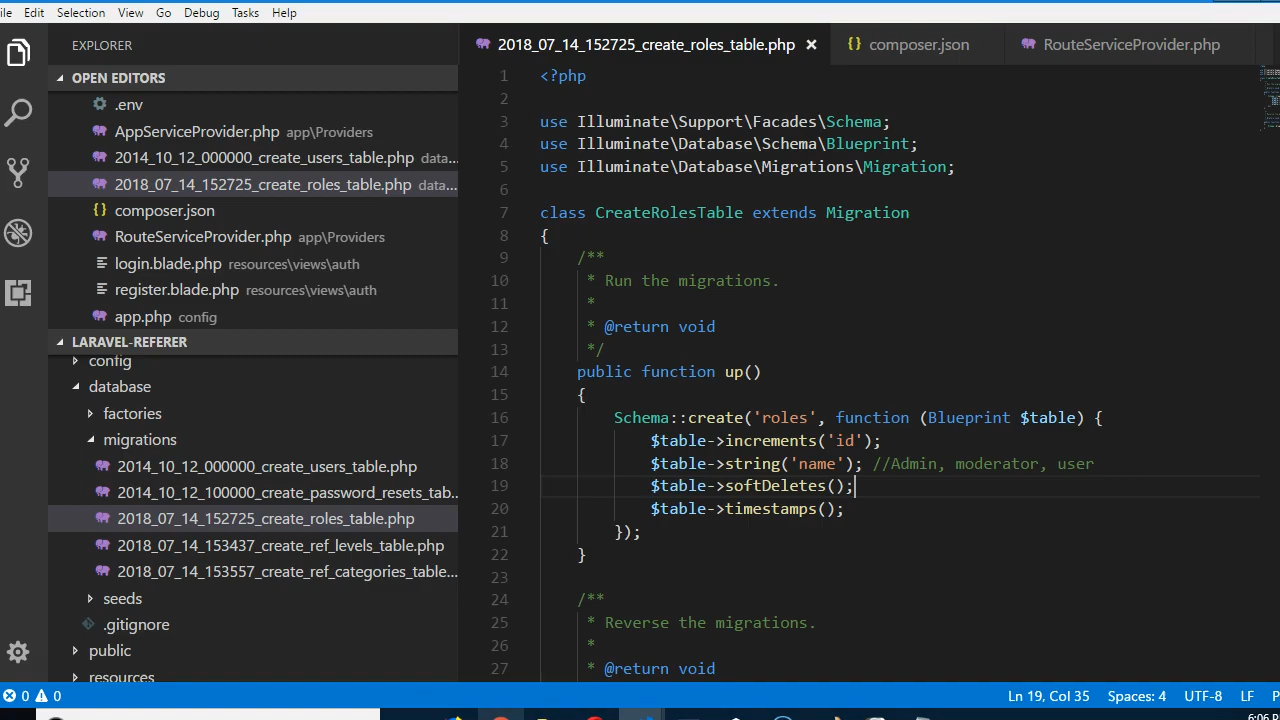 ile Edit Selection View Go Debug Tasks Help
EXPLORER
OPEN EDITORS
.env
AppServiceProvider.php app\Providers
2014_10_12_000000_create_users_table.php data...
2018_07_14_152725_create_roles_table.php data...
composer.json
RouteServiceProvider.php app\Providers
login.blade.php resources\views\auth
register.blade.php resources\views\auth
app.php config
LARAVEL-REFERER
config
database
factories
migrations
2014_10_12_000000_create_users_table.php
2014_10_12_100000_create_password_resets_tab...
2018_07_14_152725_create_roles_table.php
2018_07_14_153437_create_ref_levels_table.php
2018_07_14_153557_create_ref_categories_table...
seeds
.gitignore
public
resources
2018_07_14_152725_create_roles_table.php × composer.json RouteServiceProvider.php
1 <?php
2
3 use Illuminate\Support\Facades\Schema;
4 use Illuminate\Database\Schema\Blueprint;
5 use Illuminate\Database\Migrations\Migration;
6
7 class CreateRolesTable extends Migration
8 {
9 /**
10 * Run the migrations.
11 *
12 * @return void
13 */
14 public function up()
15 {
16 Schema::create('roles', function (Blueprint $table) {
17 $table->increments('id');
18 $table->string('name'); //Admin, moderator, user
19 $table->softDeletes();
20 $table->timestamps();
21 });
22 }
23
24 /**
25 * Reverse the migrations.
26 *
27 * @return void
0 0 Ln 19, Col 35 Spaces: 4 UTF-8 LF P